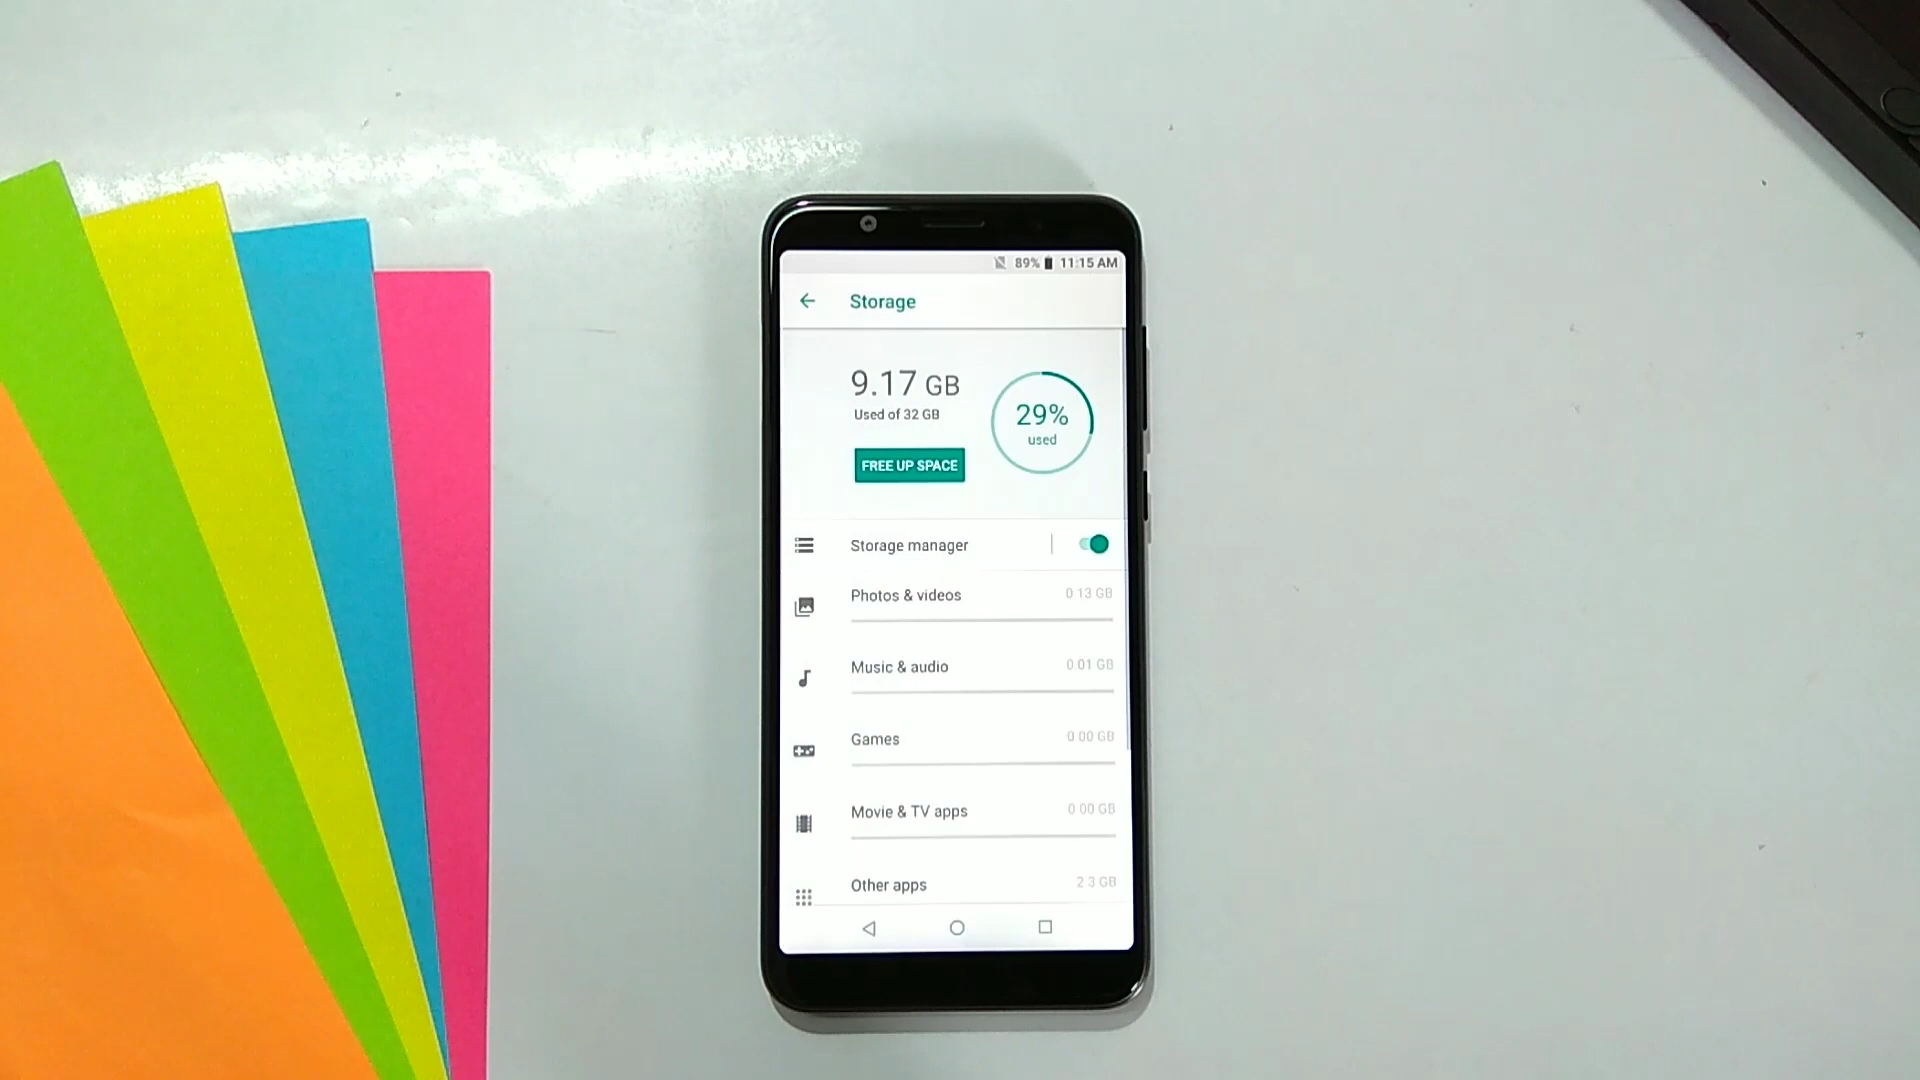 89% 11:15 AM
Storage
9.17 GB
Used of 32 GB
29%
used
FREE UP SPACE
Storage manager
Photos & videos 0.13 GB
Music & audio 0.01 GB
Games 0.00 GB
Movie & TV apps 0.00 GB
Other apps 2.3 GB